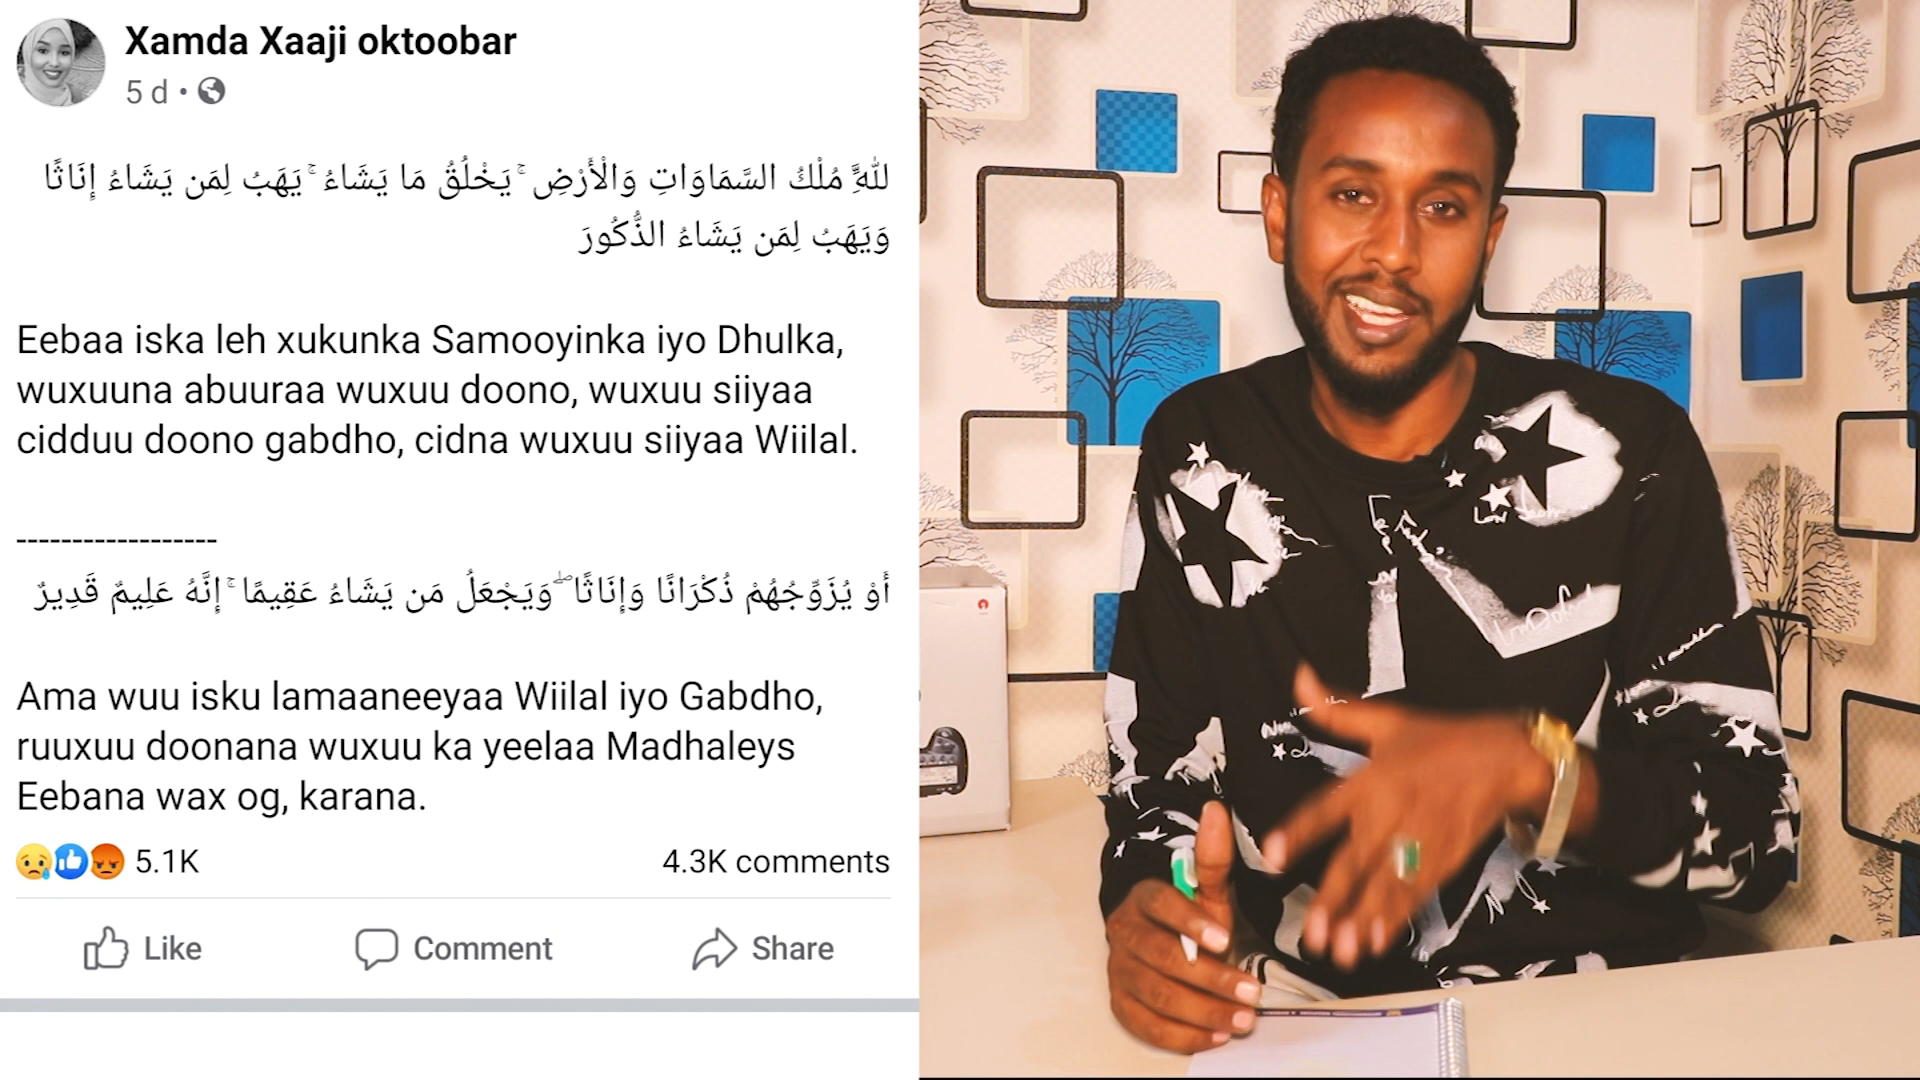 Xamda Xaaji oktoobar
5 d
لِلَّهِ مُلْكُ السَّمَاوَاتِ وَالْأَرْضِ ۚ يَخْلُقُ مَا يَشَاءُ ۚ يَهَبُ لِمَن يَشَاءُ إِنَاثًا
وَيَهَبُ لِمَن يَشَاءُ الذُّكُورَ
Eebaa iska leh xukunka Samooyinka iyo Dhulka,
wuxuuna abuuraa wuxuu doono, wuxuu siiyaa
cidduu doono gabdho, cidna wuxuu siiyaa Wiilal.
------------------
أَوْ يُزَوِّجُهُمْ ذُكْرَانًا وَإِنَاثًا ۖ وَيَجْعَلُ مَن يَشَاءُ عَقِيمًا ۚ إِنَّهُ عَلِيمٌ قَدِيرٌ
Ama wuu isku lamaaneeyaa Wiilal iyo Gabdho,
ruuxuu doonana wuxuu ka yeelaa Madhaleys
Eebana wax og, karana.
5.1K 4.3K comments
Like Comment Share